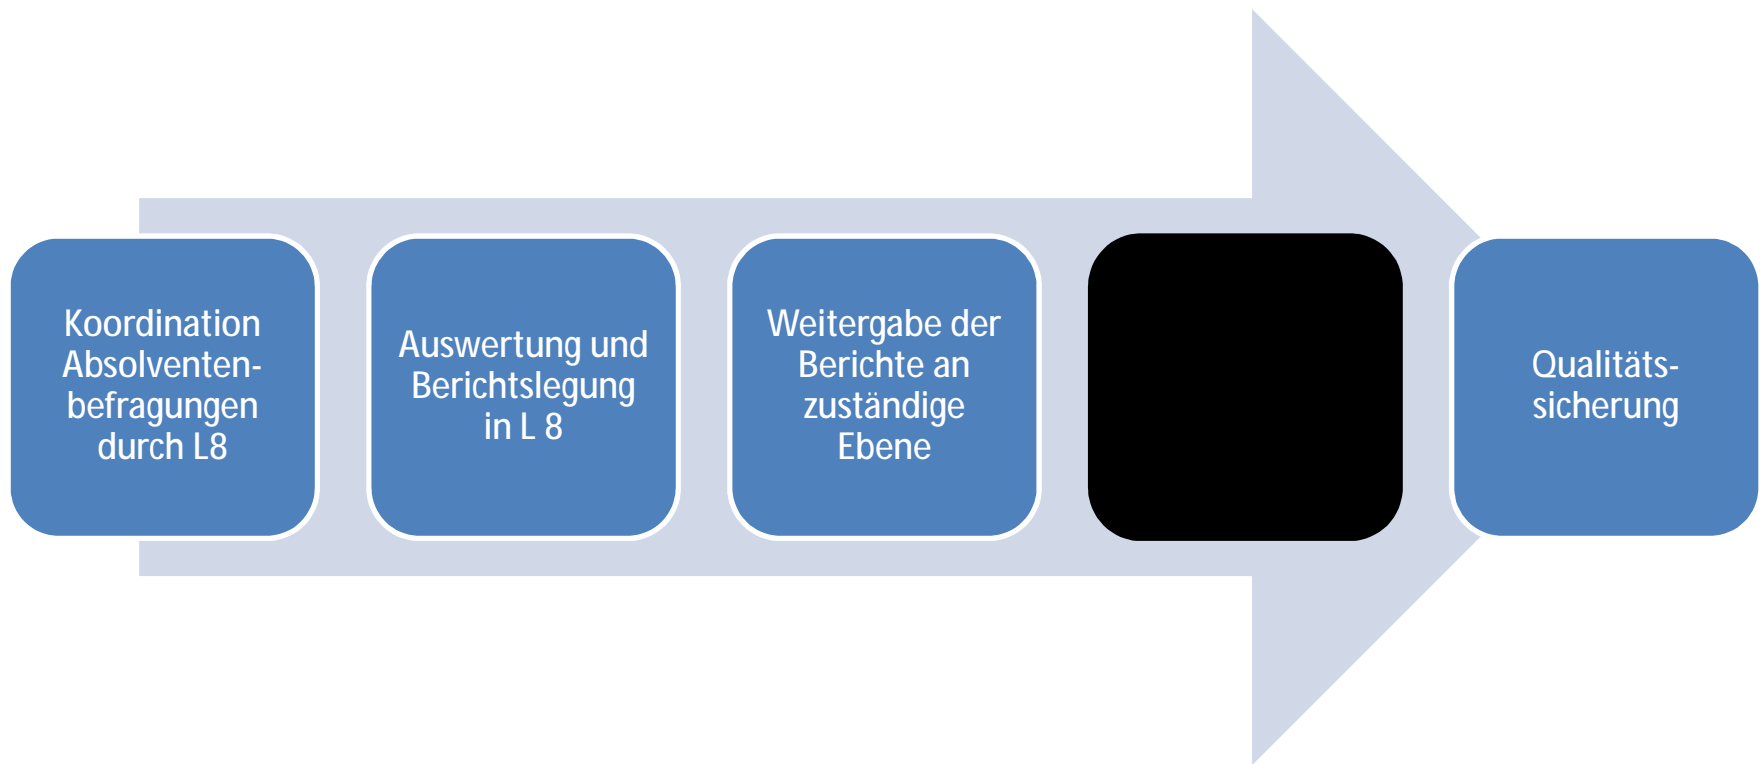 Koordination
Absolventen-
befragungen
durch L8
Auswertung und
Berichtslegung
in L 8
Weitergabe der
Berichte an
zuständige
Ebene
Qualitäts-
sicherung